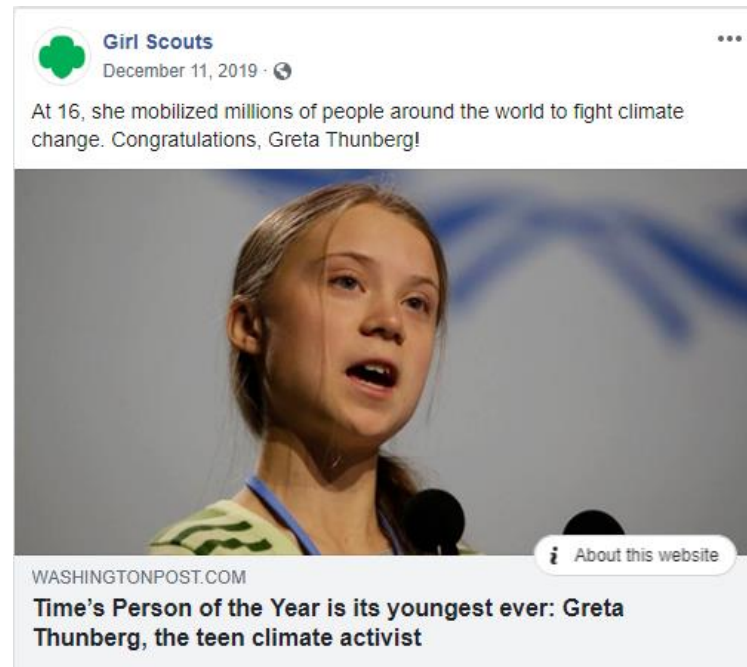 Girl Scouts
December 11, 2019 ·
At 16, she mobilized millions of people around the world to fight climate
change. Congratulations, Greta Thunberg!
i About this website
WASHINGTONPOST.COM
Time's Person of the Year is its youngest ever: Greta
Thunberg, the teen climate activist